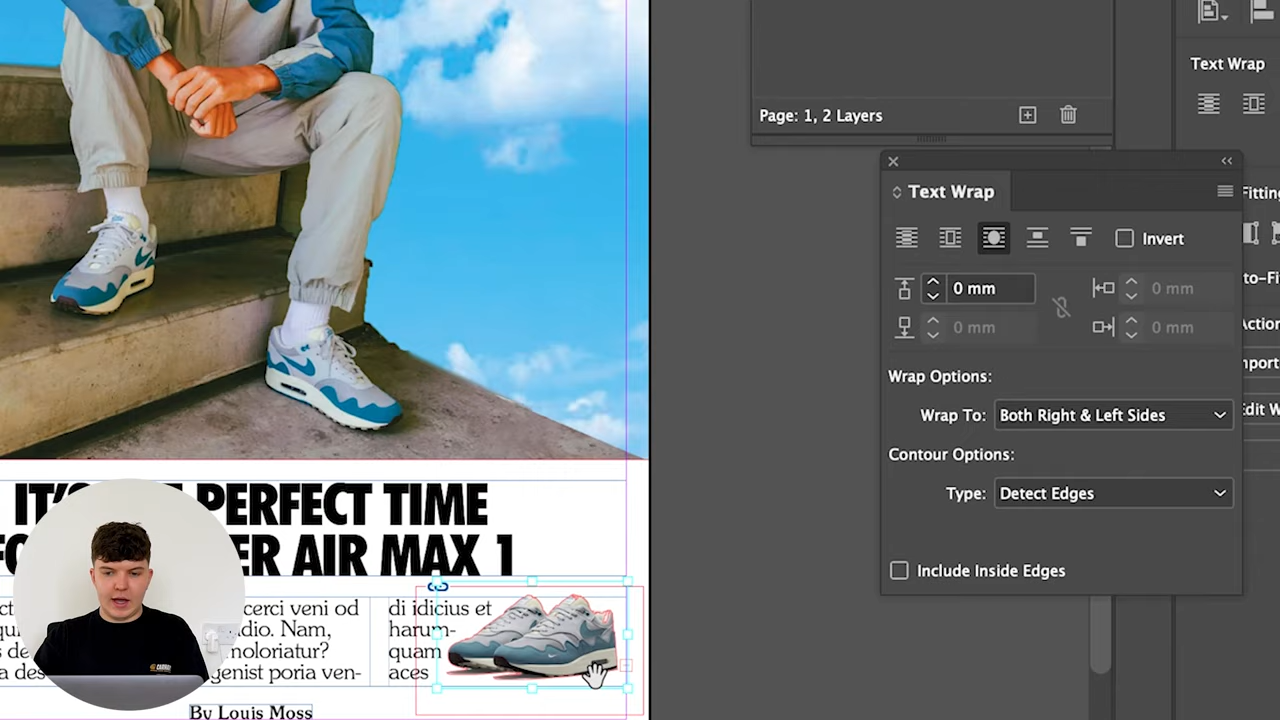 Page: 1, 2 Layers
Text Wrap
Text Wrap
Invert
0 mm
0 mm
0 mm
0 mm
Wrap Options:
Wrap To: Both Right & Left Sides
Contour Options:
Type: Detect Edges
Include Inside Edges
PERFECT TIME
AIR MAX 1
cerci veni od
Nam,
moloriatur?
genist poria ven-
di idicius et
harum-
quam
aces
By Louis Moss